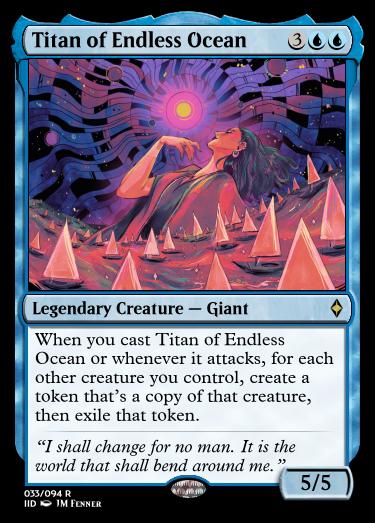 Titan of Endless Ocean 3
Legendary Creature — Giant
When you cast Titan of Endless
Ocean or whenever it attacks, for each
other creature you control, create a
token that's a copy of that creature,
then exile that token.
“I shall change for no man. It is the
world that shall bend around me.”
5/5
033/094 R
IID JM Fenner